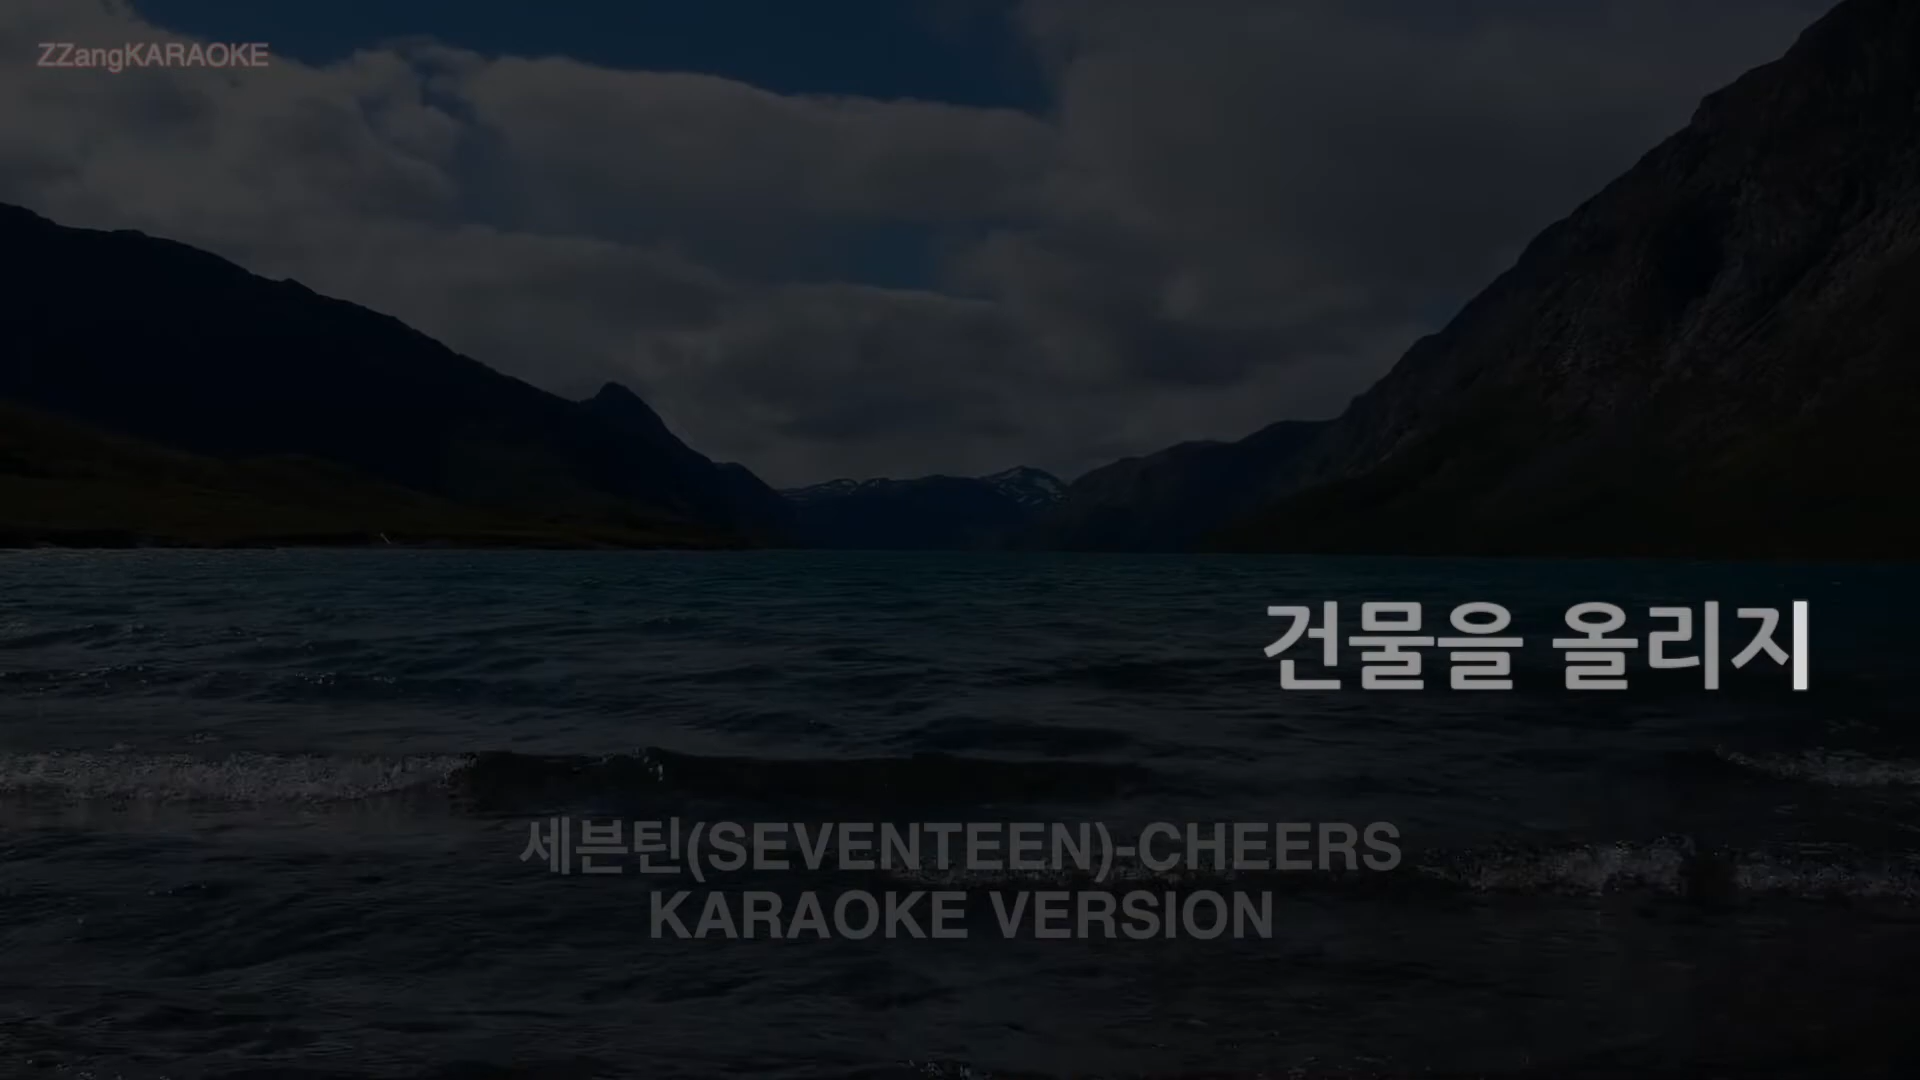 ZZangKARAOKE
건물을 올리지
세븐틴(SEVENTEEN)-CHEERS
KARAOKE VERSION